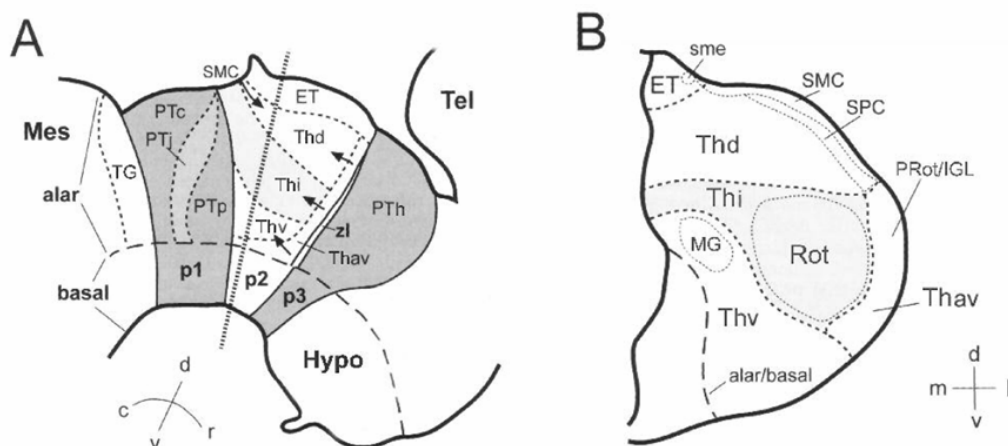 A
SMC
ET
PTc
Tel
Mes
PTj
Thd
TG
Thi
alar
PTp
PTh
Thv
zl
Thav
p1
p2
basal
p3
Hypo
d
c
r
v
B
sme
ET
SMC
SPC
Thd
PRot/IGL
Thi
MG
Rot
Thav
Thv
alar/basal
d
m
v